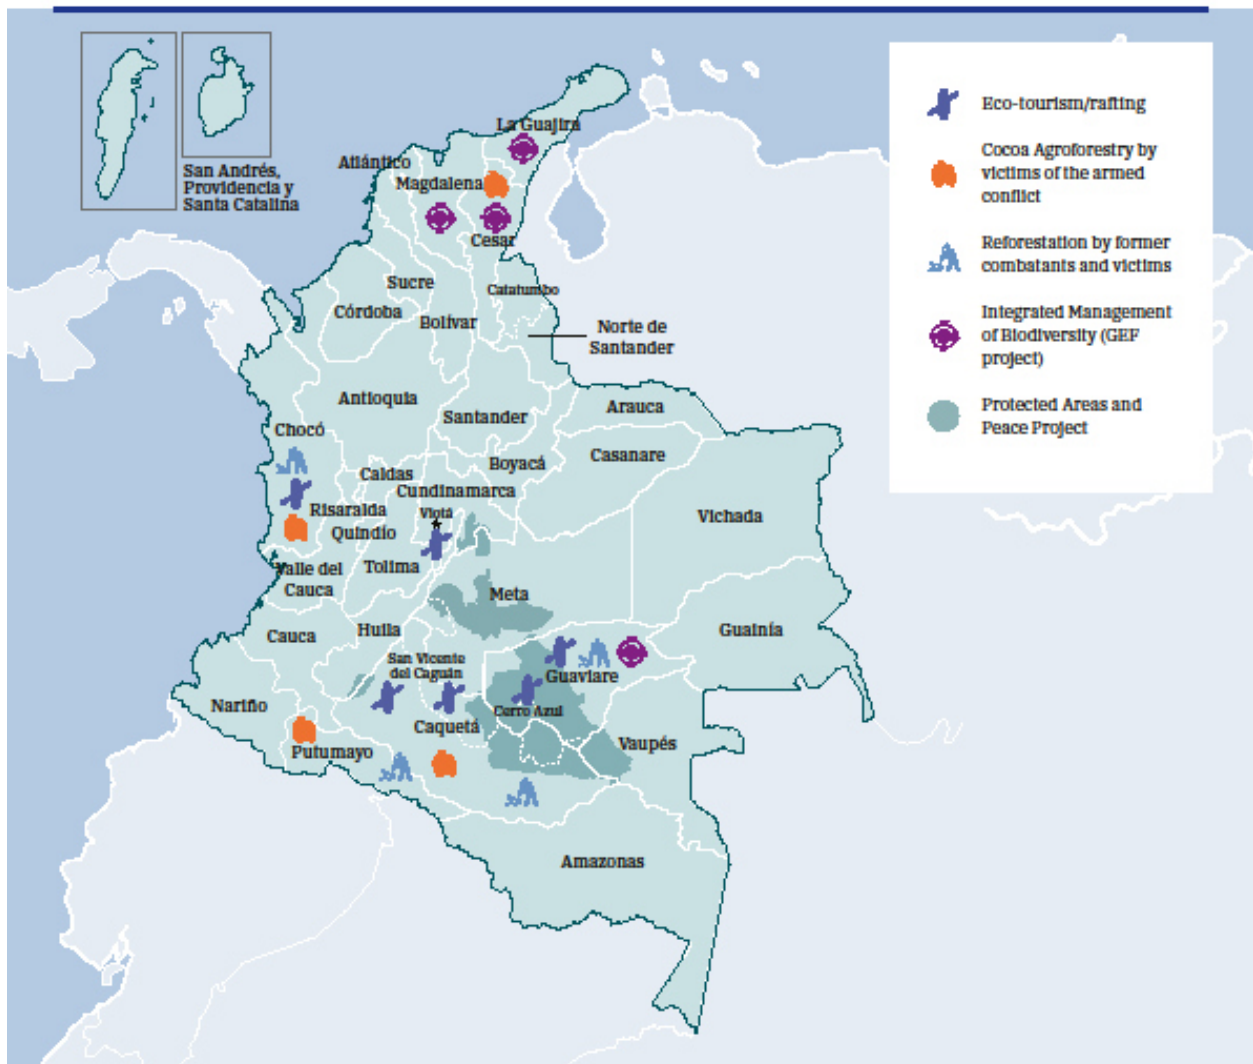 San Andrés,
Providencia y
Santa Catalina
La Guajira
Atlántico
Magdalena
Cesar
Sucre
Catatumbo
Córdoba
Bolívar
Norte de
Santander
Antioquia
Santander
Arauca
Chocó
Boyacá
Casanare
Caldas
Cundinamarca
Risaralda
Viotá
Vichada
Quindío
Tolima
Valle del
Cauca
Meta
Cauca
Huila
Guainía
San Vicente
del Caguán
Guaviare
Nariño
Cerro Azul
Caquetá
Putumayo
Vaupés
Amazonas
Eco-tourism/rafting
Cocoa Agroforestry by
victims of the armed
conflict
Reforestation by former
combatants and victims
Integrated Management
of Biodiversity (GEF
project)
Protected Areas and
Peace Project